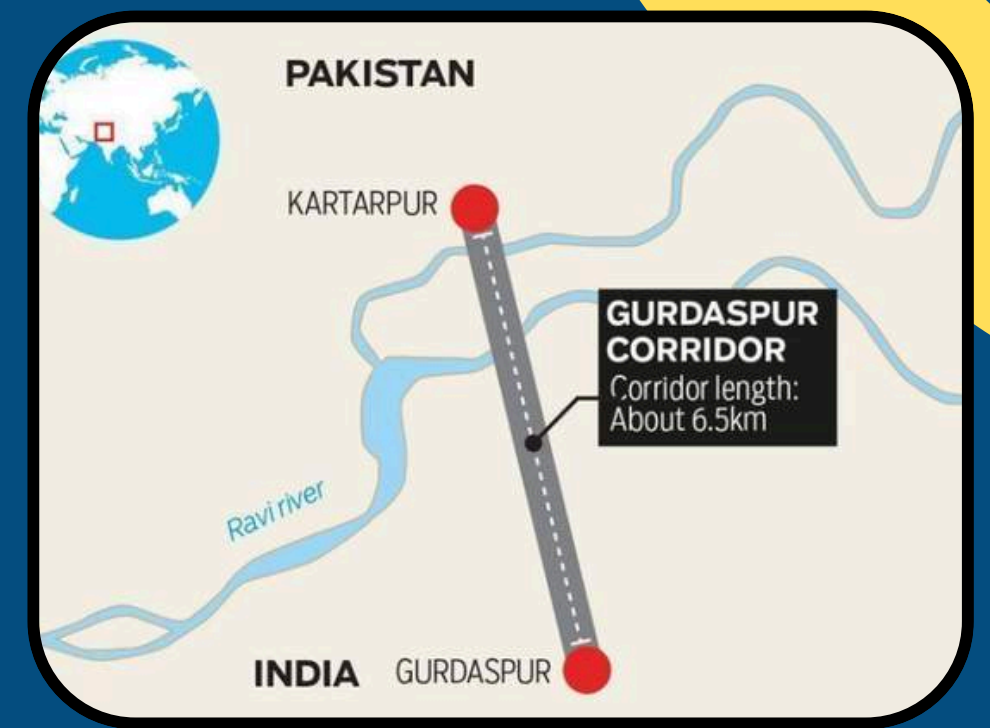 PAKISTAN
KARTARPUR
GURDASPUR
CORRIDOR
Corridor length:
About 6.5km
Ravi river
INDIA GURDASPUR